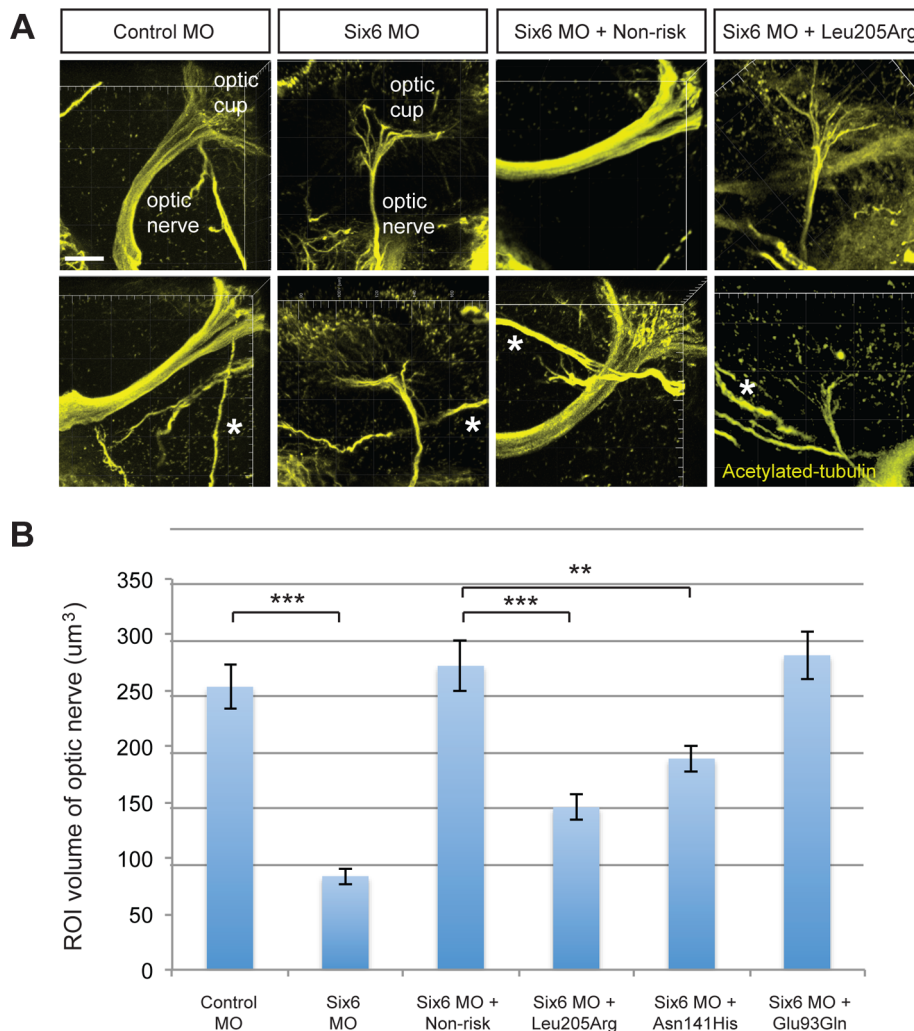 A
Control MO
Six6 MO
Six6 MO + Non-risk
Six6 MO + Leu205Arg
optic
cup
optic
nerve
optic
cup
optic
nerve
*
*
*
*
Acetylated-tubulin
B
ROI volume of optic nerve (um³)
350
300
250
200
150
100
50
0
***
***
**
Control
MO
Six6
MO
Six6 MO +
Non-risk
Six6 MO +
Leu205Arg
Six6 MO +
Asn141His
Six6 MO +
Glu93Gln